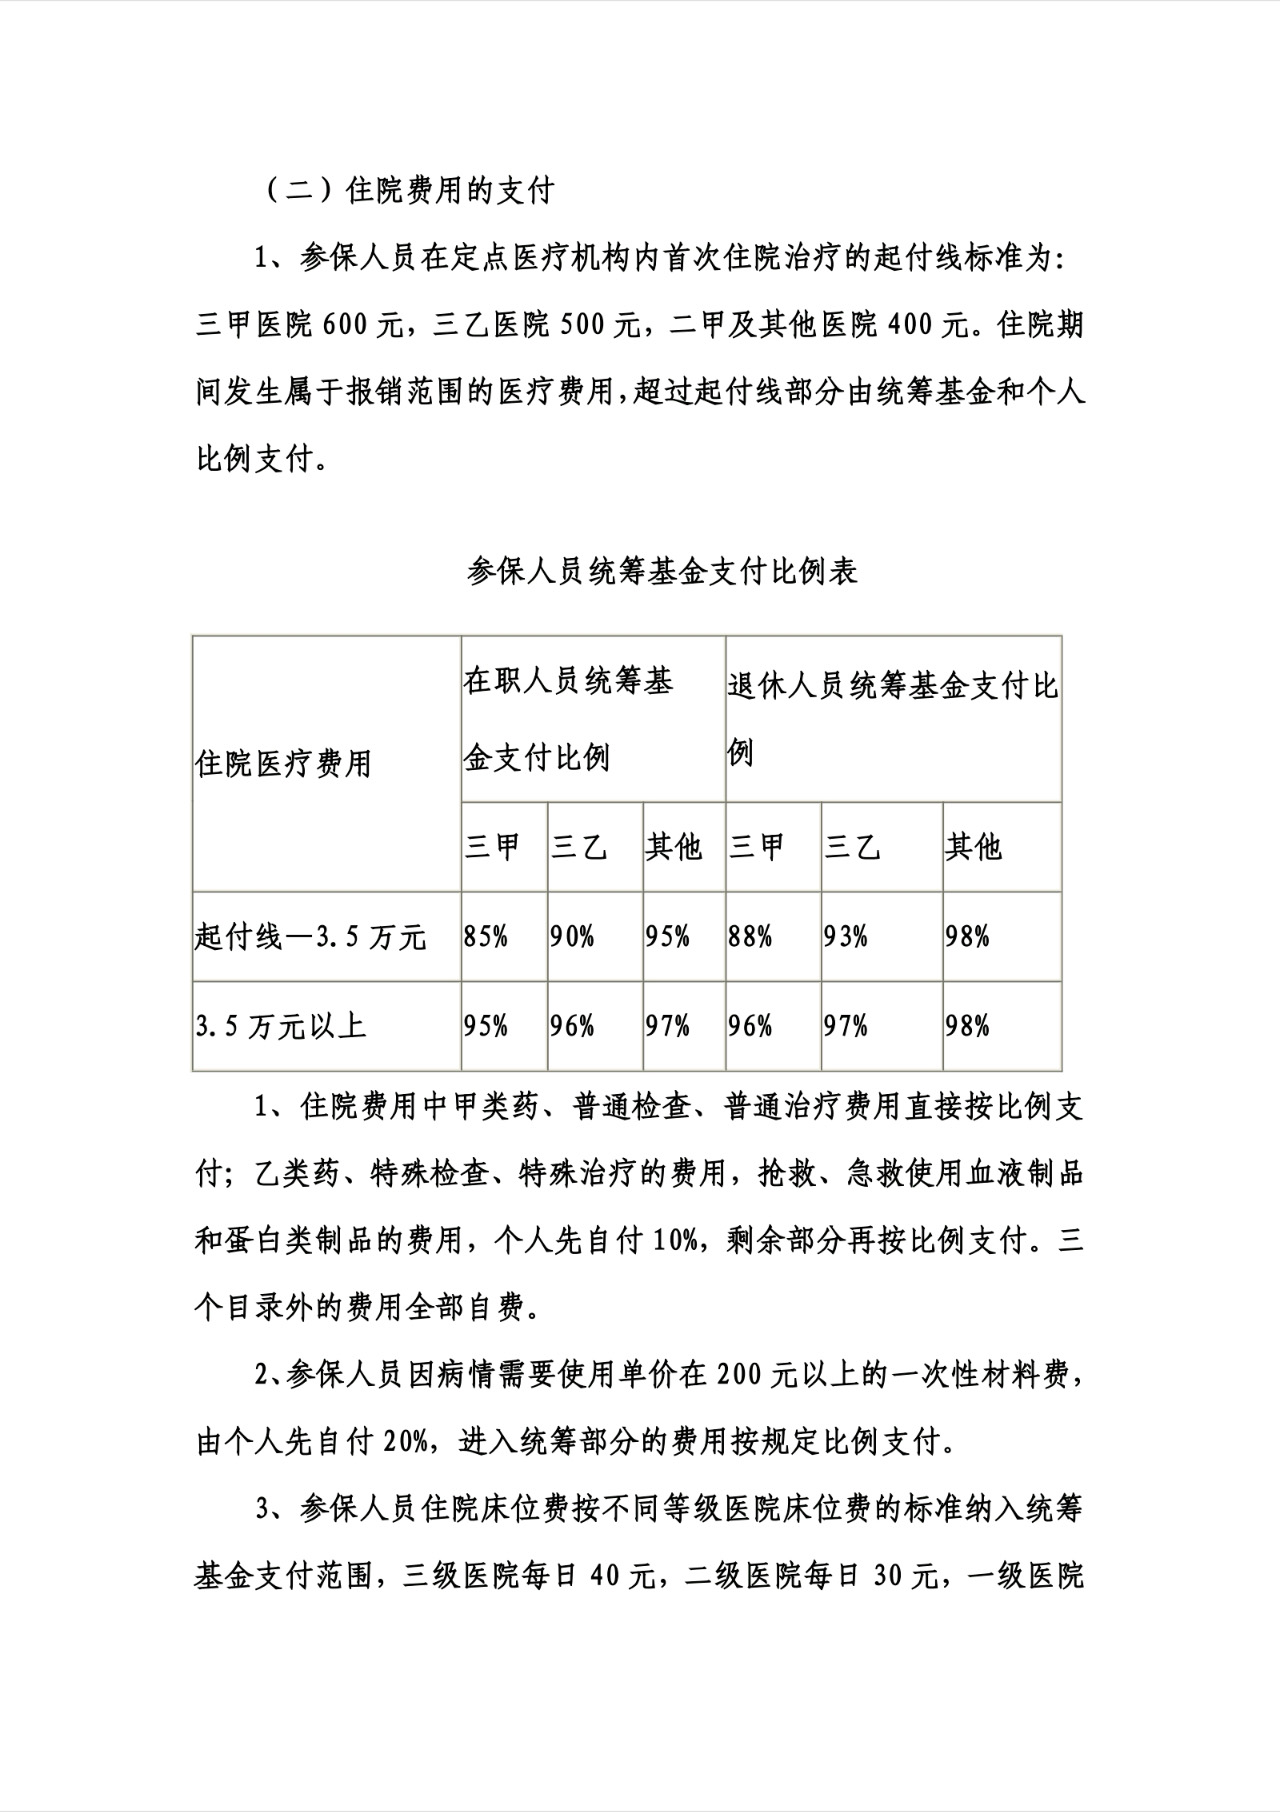 （二）住院费用的支付
1、参保人员在定点医疗机构内首次住院治疗的起付线标准为：
三甲医院 600 元，三乙医院 500 元，二甲及其他医院 400 元。住院期
间发生属于报销范围的医疗费用，超过起付线部分由统筹基金和个人
比例支付。
参保人员统筹基金支付比例表
住院医疗费用
在职人员统筹基
金支付比例
退休人员统筹基金支付比
例
三甲 三乙 其他 三甲 三乙 其他
起付线—3.5 万元 85% 90% 95% 88% 93% 98%
3.5 万元以上 95% 96% 97% 96% 97% 98%
1、住院费用中甲类药、普通检查、普通治疗费用直接按比例支
付；乙类药、特殊检查、特殊治疗的费用，抢救、急救使用血液制品
和蛋白类制品的费用，个人先自付 10%，剩余部分再按比例支付。三
个目录外的费用全部自费。
2、参保人员因病情需要使用单价在 200 元以上的一次性材料费，
由个人先自付 20%，进入统筹部分的费用按规定比例支付。
3、参保人员住院床位费按不同等级医院床位费的标准纳入统筹
基金支付范围，三级医院每日 40 元，二级医院每日 30 元，一级医院